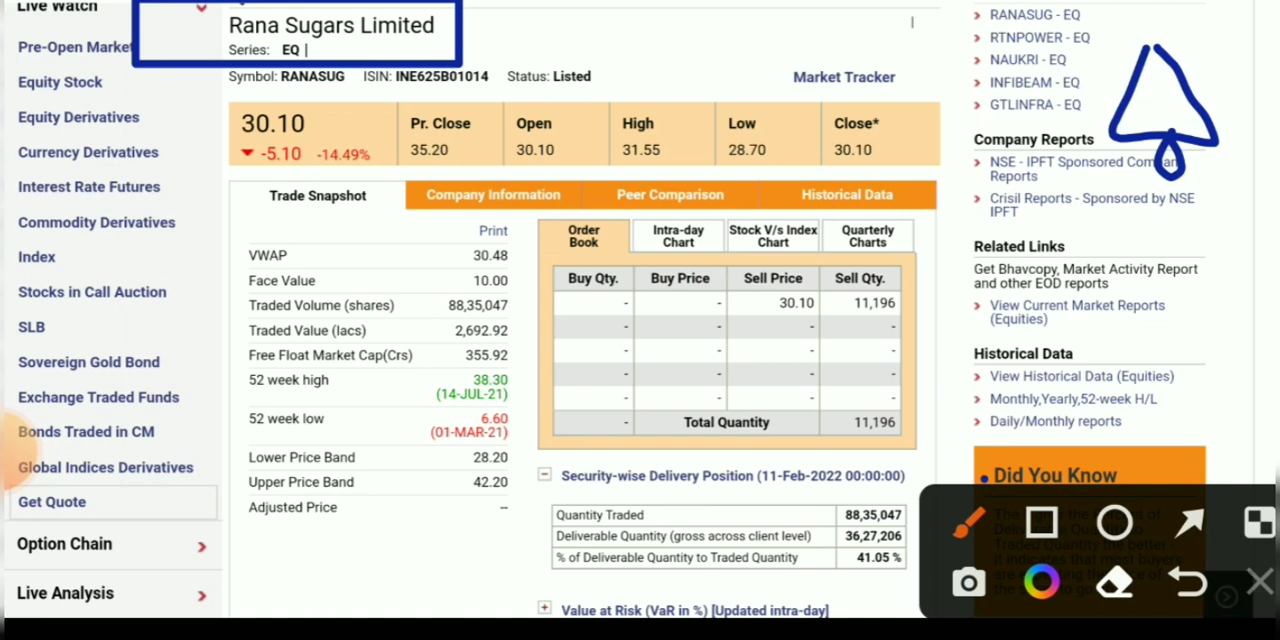 Live Watch
Pre-Open Market
Equity Stock
Equity Derivatives
Currency Derivatives
Interest Rate Futures
Commodity Derivatives
Index
Stocks in Call Auction
SLB
Sovereign Gold Bond
Exchange Traded Funds
Bonds Traded in CM
Global Indices Derivatives
Get Quote
Option Chain
Live Analysis
Rana Sugars Limited
Series: EQ |
Symbol: RANASUG ISIN: INE625B01014 Status: Listed Market Tracker
30.10
-5.10 -14.49%
Pr. Close Open High Low Close*
35.20 30.10 31.55 28.70 30.10
Trade Snapshot Company Information Peer Comparison Historical Data
Print
VWAP 30.48
Face Value 10.00
Traded Volume (shares) 88,35,047
Traded Value (lacs) 2,692.92
Free Float Market Cap(Crs) 355.92
52 week high 38.30
(14-JUL-21)
52 week low 6.60
(01-MAR-21)
Lower Price Band 28.20
Upper Price Band 42.20
Adjusted Price --
Order Book
Intra-day Chart
Stock V/s Index Chart
Quarterly Charts
Buy Qty. Buy Price Sell Price Sell Qty.
- - 30.10 11,196
- - - -
- - - -
- - - -
- - - -
- Total Quantity 11,196
Security-wise Delivery Position (11-Feb-2022 00:00:00)
Quantity Traded 88,35,047
Deliverable Quantity (gross across client level) 36,27,206
% of Deliverable Quantity to Traded Quantity 41.05 %
Value at Risk (VaR in %) [Updated intra-day]
RANASUG - EQ
RTNPOWER - EQ
NAUKRI - EQ
INFIBEAM - EQ
GTLINFRA - EQ
Company Reports
NSE - IPFT Sponsored Company
Reports
Crisil Reports - Sponsored by NSE
IPFT
Related Links
Get Bhavcopy, Market Activity Report
and other EOD reports
View Current Market Reports
(Equities)
Historical Data
View Historical Data (Equities)
Monthly,Yearly,52-week H/L
Daily/Monthly reports
Did You Know